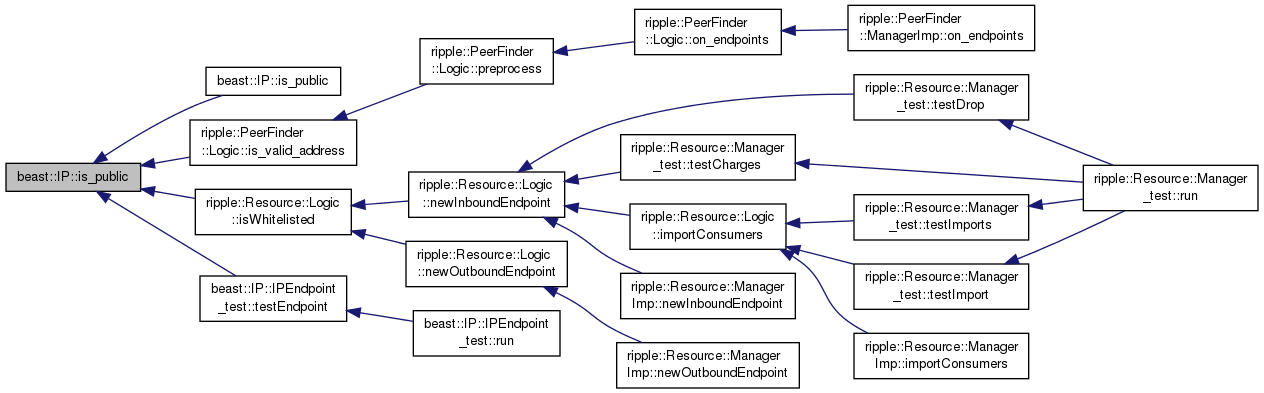 ripple::PeerFinder
::Logic::on_endpoints
ripple::PeerFinder
::ManagerImp::on_endpoints
ripple::PeerFinder
::Logic::preprocess
beast::IP::is_public
ripple::Resource::Manager
_test::testDrop
ripple::PeerFinder
::Logic::is_valid_address
ripple::Resource::Manager
_test::testCharges
beast::IP::is_public
ripple::Resource::Manager
_test::run
ripple::Resource::Logic
::isWhitelisted
ripple::Resource::Logic
::newInboundEndpoint
ripple::Resource::Logic
::importConsumers
ripple::Resource::Manager
_test::testImports
ripple::Resource::Logic
::newOutboundEndpoint
ripple::Resource::Manager
_test::testImport
beast::IP::IPEndpoint
_test::testEndpoint
ripple::Resource::Manager
Imp::newInboundEndpoint
beast::IP::IPEndpoint
_test::run
ripple::Resource::Manager
Imp::importConsumers
ripple::Resource::Manager
Imp::newOutboundEndpoint